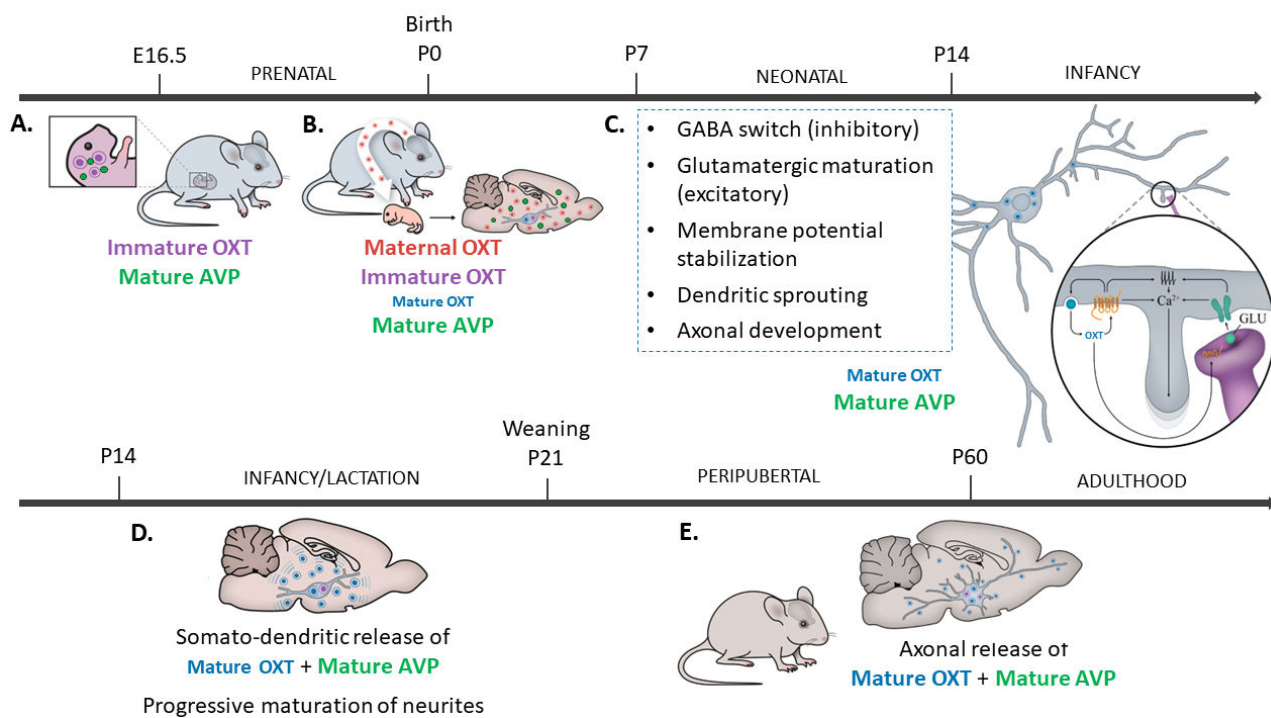 Birth
E16.5
P0
P7
P14
PRENATAL
NEONATAL
INFANCY
A.
B.
C.
• GABA switch (inhibitory)
• Glutamatergic maturation
(excitatory)
• Membrane potential
stabilization
• Dendritic sprouting
• Axonal development
Immature OXT
Mature AVP
Maternal OXT
Immature OXT
Mature OXT
Mature AVP
Ca²⁺
GLU
OXT
Mature OXT
Mature AVP
Weaning
P14
P21
P60
INFANCY/LACTATION
PERIPUBERTAL
ADULTHOOD
D.
E.
Somato-dendritic release of
Mature OXT + Mature AVP
Progressive maturation of neurites
Axonal release of
Mature OXT + Mature AVP